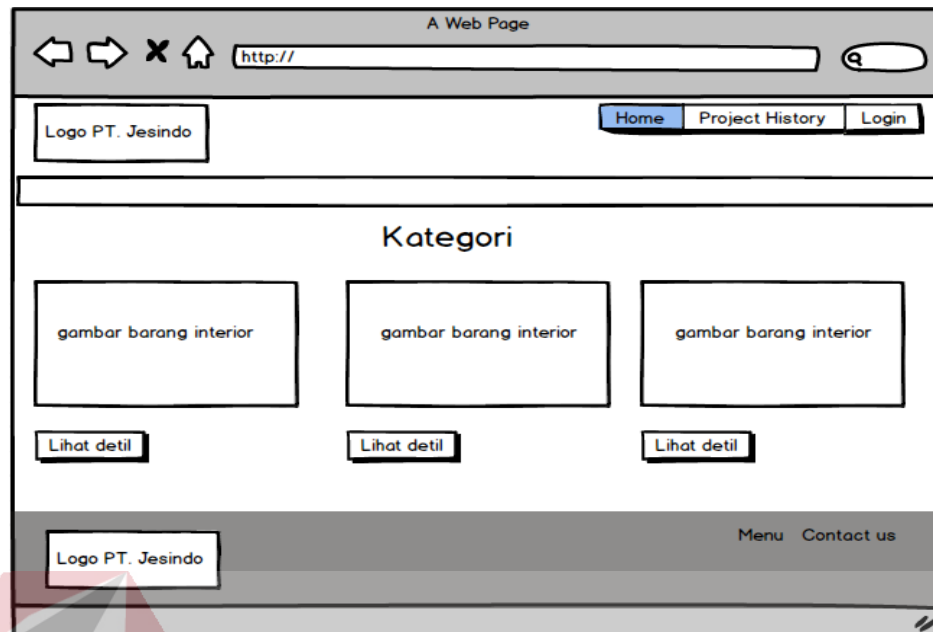 A Web Page
http://
Logo PT. Jesindo
Home Project History Login
Kategori
gambar barang interior gambar barang interior gambar barang interior
Lihat detil Lihat detil Lihat detil
Menu Contact us
Logo PT. Jesindo